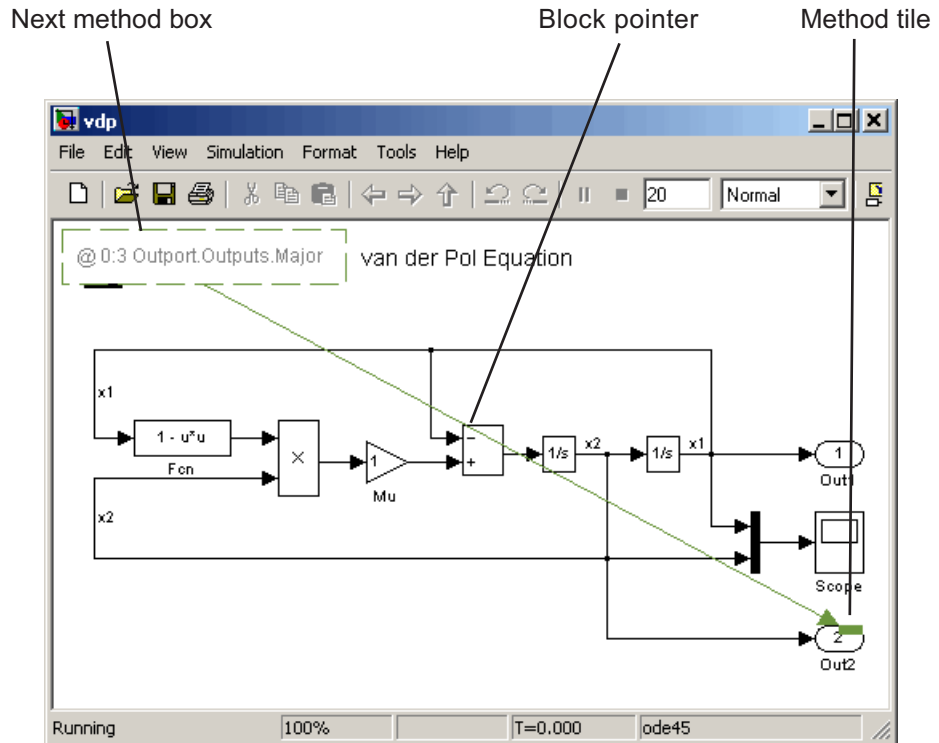 Next method box Block pointer Method tile
vdp
File Edit View Simulation Format Tools Help
20 Normal
@ 0:3 Outport.Outputs.Major van der Pol Equation
x1
1 - u*u
Fcn
×
1
Mu
−
+
1/s
x2
1/s
x1
1
Out1
x2
Scope
2
Out2
Running 100% T=0.000 ode45